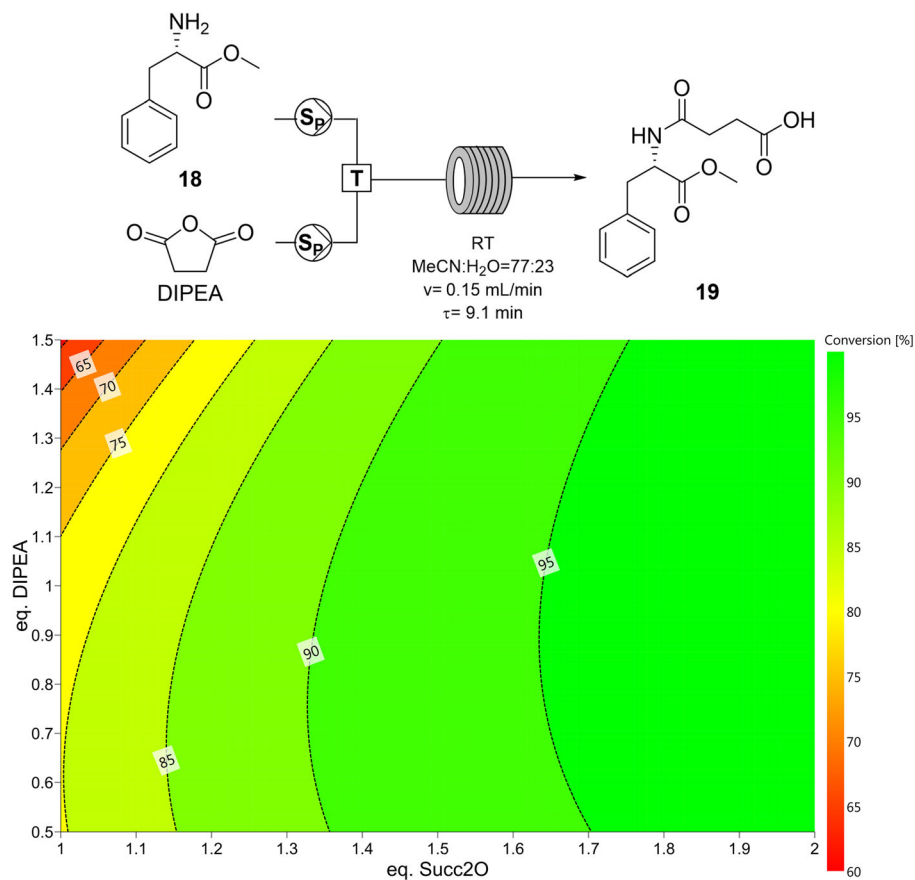 NH2
O
O
18
SP
T
SP
O
O
O
DIPEA
RT
MeCN:H2O=77:23
v= 0.15 mL/min
τ= 9.1 min
O
HN
OH
O
O
O
19
Conversion [%]
95
90
85
80
75
70
65
60
eq. DIPEA
1.5
1.4
1.3
1.2
1.1
1
0.9
0.8
0.7
0.6
0.5
65
70
75
85
90
95
1
1.1
1.2
1.3
1.4
1.5
1.6
1.7
1.8
1.9
2
eq. Succ2O